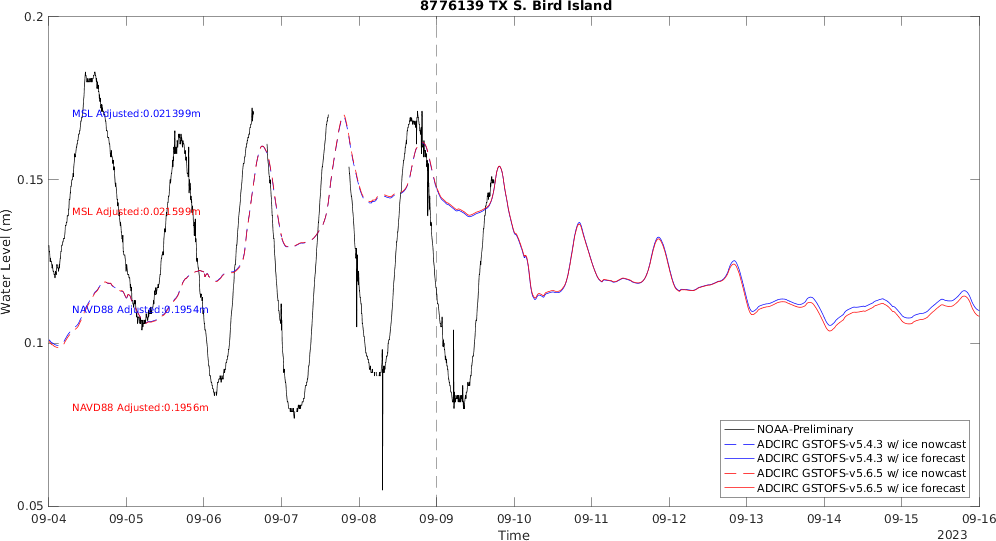 8776139 TX S. Bird Island
0.2
0.15
0.1
0.05
Water Level (m)
MSL Adjusted:0.021399m
MSL Adjusted:0.021599m
NAVD88 Adjusted:0.1954m
NAVD88 Adjusted:0.1956m
NOAA-Preliminary
ADCIRC GSTOFS-v5.4.3 w/ ice nowcast
ADCIRC GSTOFS-v5.4.3 w/ ice forecast
ADCIRC GSTOFS-v5.6.5 w/ ice nowcast
ADCIRC GSTOFS-v5.6.5 w/ ice forecast
09-04 09-05 09-06 09-07 09-08 09-09 09-10 09-11 09-12 09-13 09-14 09-15 09-16
Time
2023